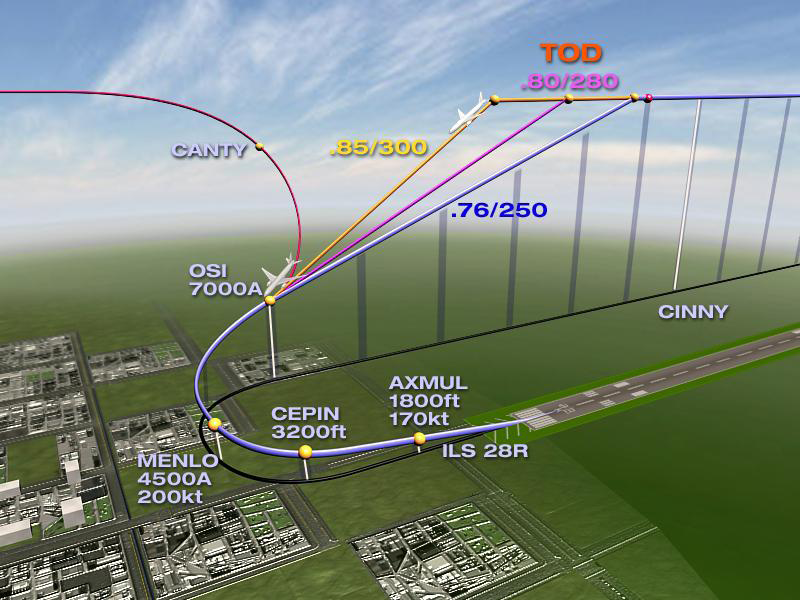 TOD
.80/280
CANTY
.85/300
.76/250
OSI
7000A
CINNY
AXMUL
1800ft
170kt
CEPIN
3200ft
ILS 28R
MENLO
4500A
200kt